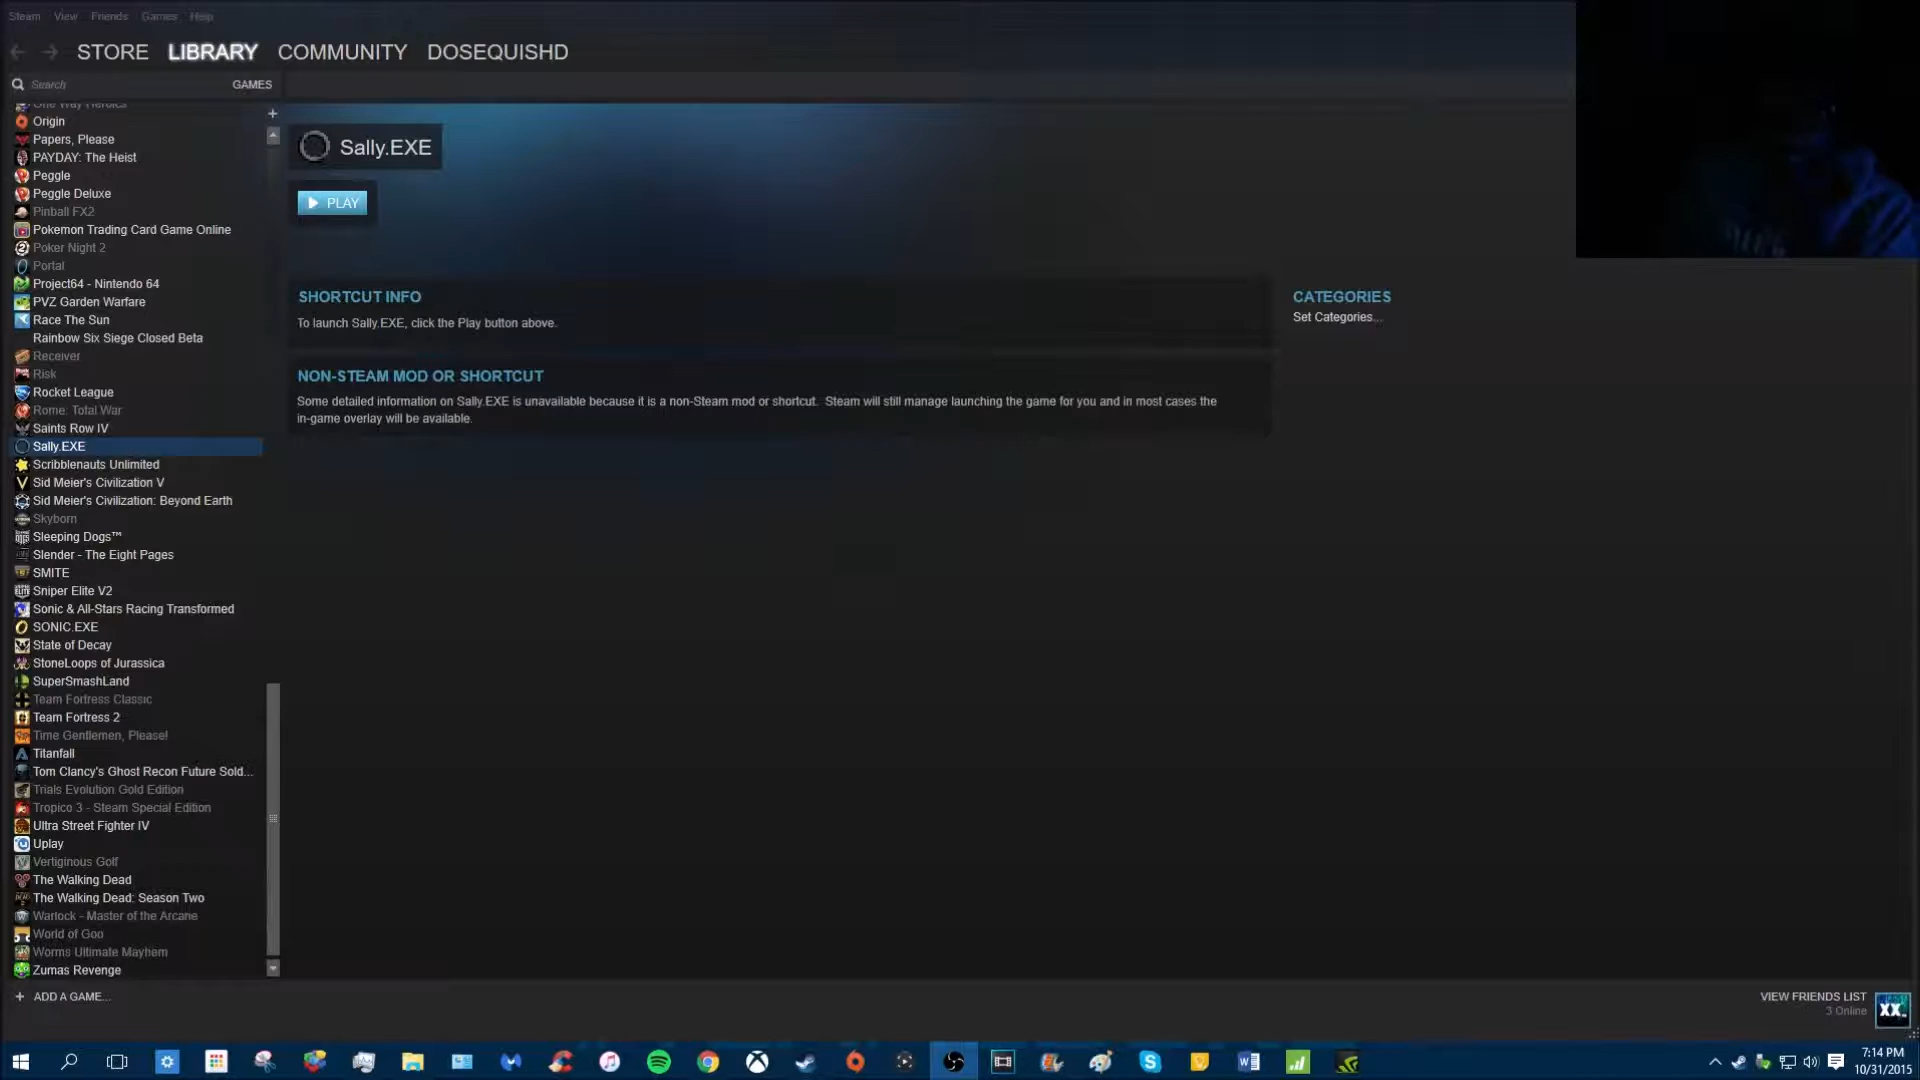 Steam View Friends Games Help
STORE LIBRARY COMMUNITY DOSEQUISHD
Search GAMES
One Way Heroics
Origin
Papers, Please
PAYDAY: The Heist
Peggle
Peggle Deluxe
Pinball FX2
Pokemon Trading Card Game Online
Poker Night 2
Portal
Project64 - Nintendo 64
PVZ Garden Warfare
Race The Sun
Rainbow Six Siege Closed Beta
Receiver
Risk
Rocket League
Rome: Total War
Saints Row IV
Sally.EXE
Scribblenauts Unlimited
Sid Meier's Civilization V
Sid Meier's Civilization: Beyond Earth
Skyborn
Sleeping Dogs™
Slender - The Eight Pages
SMITE
Sniper Elite V2
Sonic & All-Stars Racing Transformed
SONIC.EXE
State of Decay
StoneLoops of Jurassica
SuperSmashLand
Team Fortress Classic
Team Fortress 2
Time Gentlemen, Please!
Titanfall
Tom Clancy's Ghost Recon Future Sold...
Trials Evolution Gold Edition
Tropico 3 - Steam Special Edition
Ultra Street Fighter IV
Uplay
Vertiginous Golf
The Walking Dead
The Walking Dead: Season Two
Warlock - Master of the Arcane
World of Goo
Worms Ultimate Mayhem
Zumas Revenge
+ ADD A GAME...
Sally.EXE
PLAY
SHORTCUT INFO
To launch Sally.EXE, click the Play button above.
NON-STEAM MOD OR SHORTCUT
Some detailed information on Sally.EXE is unavailable because it is a non-Steam mod or shortcut. Steam will still manage launching the game for you and in most cases the
in-game overlay will be available.
CATEGORIES
Set Categories...
VIEW FRIENDS LIST
3 Online
XX.
7:14 PM
10/31/2015